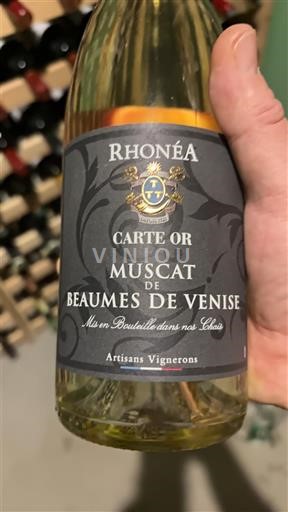 RHONÉA
CARTE OR
VINIOU
MUSCAT
DE
BEAUMES DE VENISE
Mis en Bouteille dans nos Chais
Artisans Vignerons